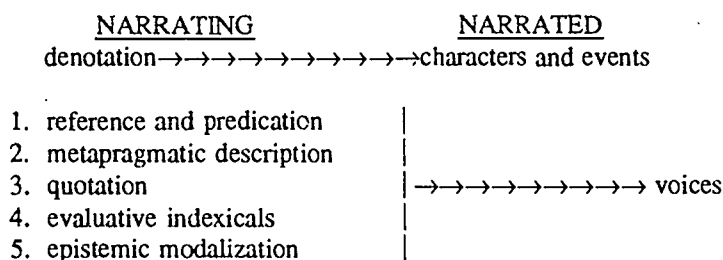 NARRATING NARRATED
denotation→→→→→→→→→→characters and events
1. reference and predication
2. metapragmatic description
3. quotation →→→→→→→→→ voices
4. evaluative indexicals
5. epistemic modalization